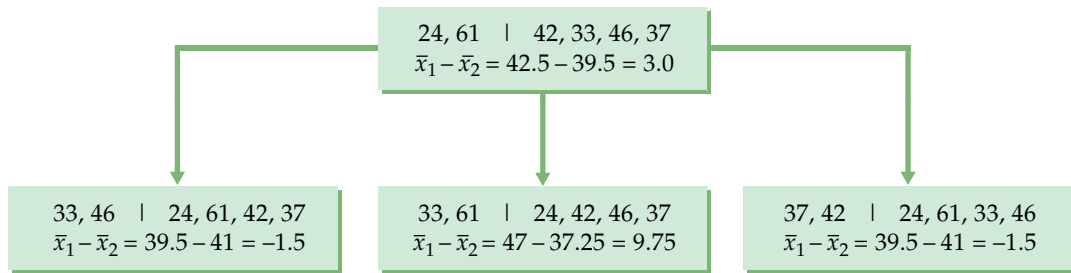 24, 61 | 42, 33, 46, 37
x̄₁ – x̄₂ = 42.5 – 39.5 = 3.0
33, 46 | 24, 61, 42, 37
x̄₁ – x̄₂ = 39.5 – 41 = –1.5
33, 61 | 24, 42, 46, 37
x̄₁ – x̄₂ = 47 – 37.25 = 9.75
37, 42 | 24, 61, 33, 46
x̄₁ – x̄₂ = 39.5 – 41 = –1.5